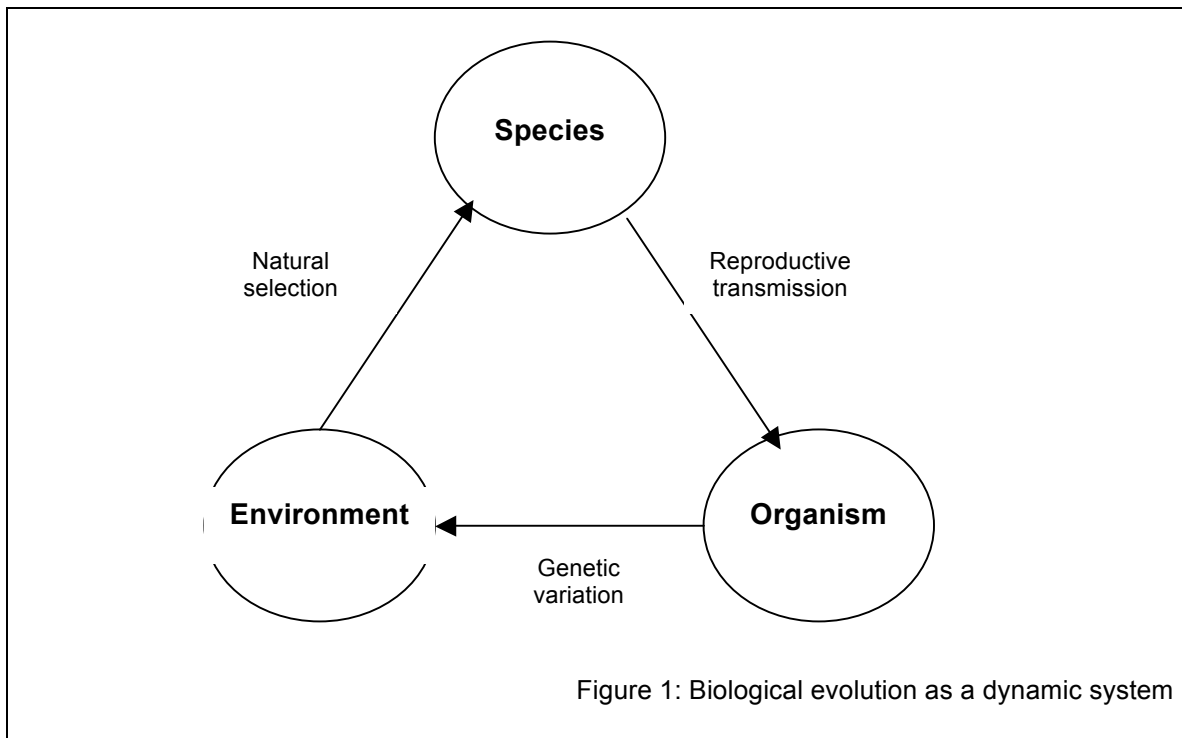 Species
Natural
selection
Reproductive
transmission
Environment
Organism
Genetic
variation
Figure 1: Biological evolution as a dynamic system